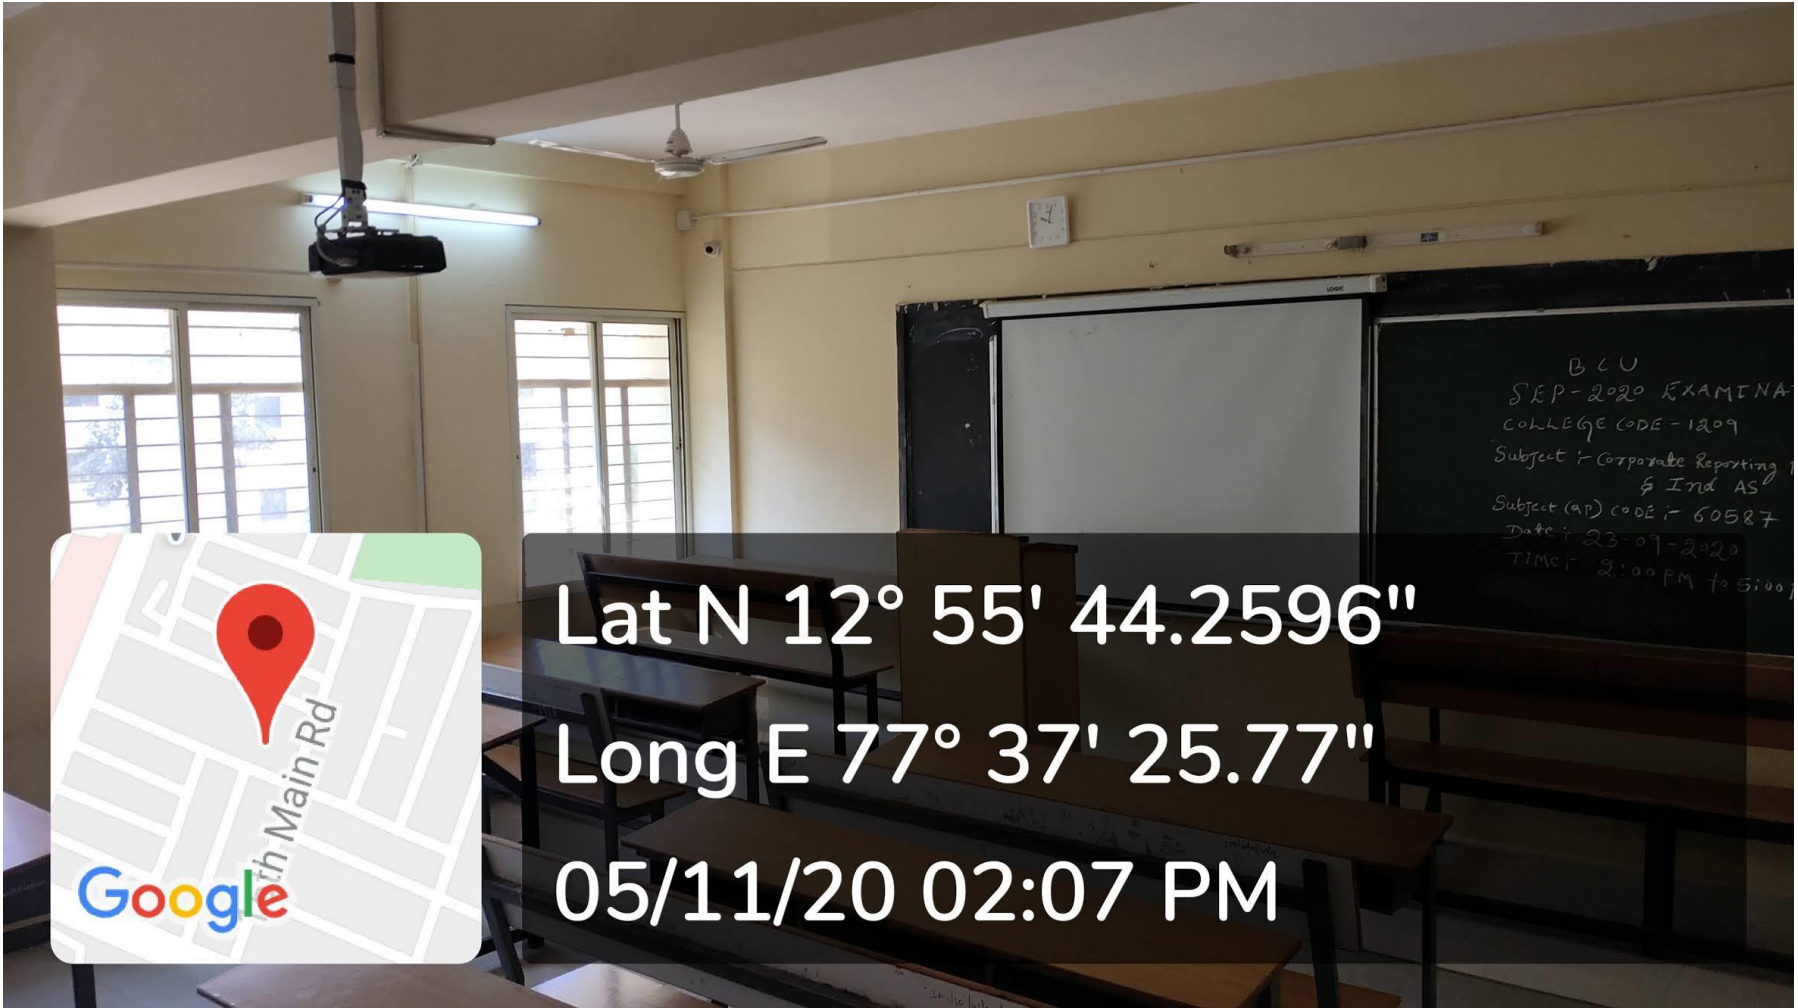 LOGIC
B C U
SEP-2020 EXAMINA
COLLEGE CODE - 1209
Subject :- Corporate Reporting
& Ind AS
Subject (QP) CODE :- 60587
Date :- 23-09-2020
TIME :- 2:00 PM to 5:00
Lat N 12° 55' 44.2596"
Long E 77° 37' 25.77"
05/11/20 02:07 PM
th Main Rd
Google